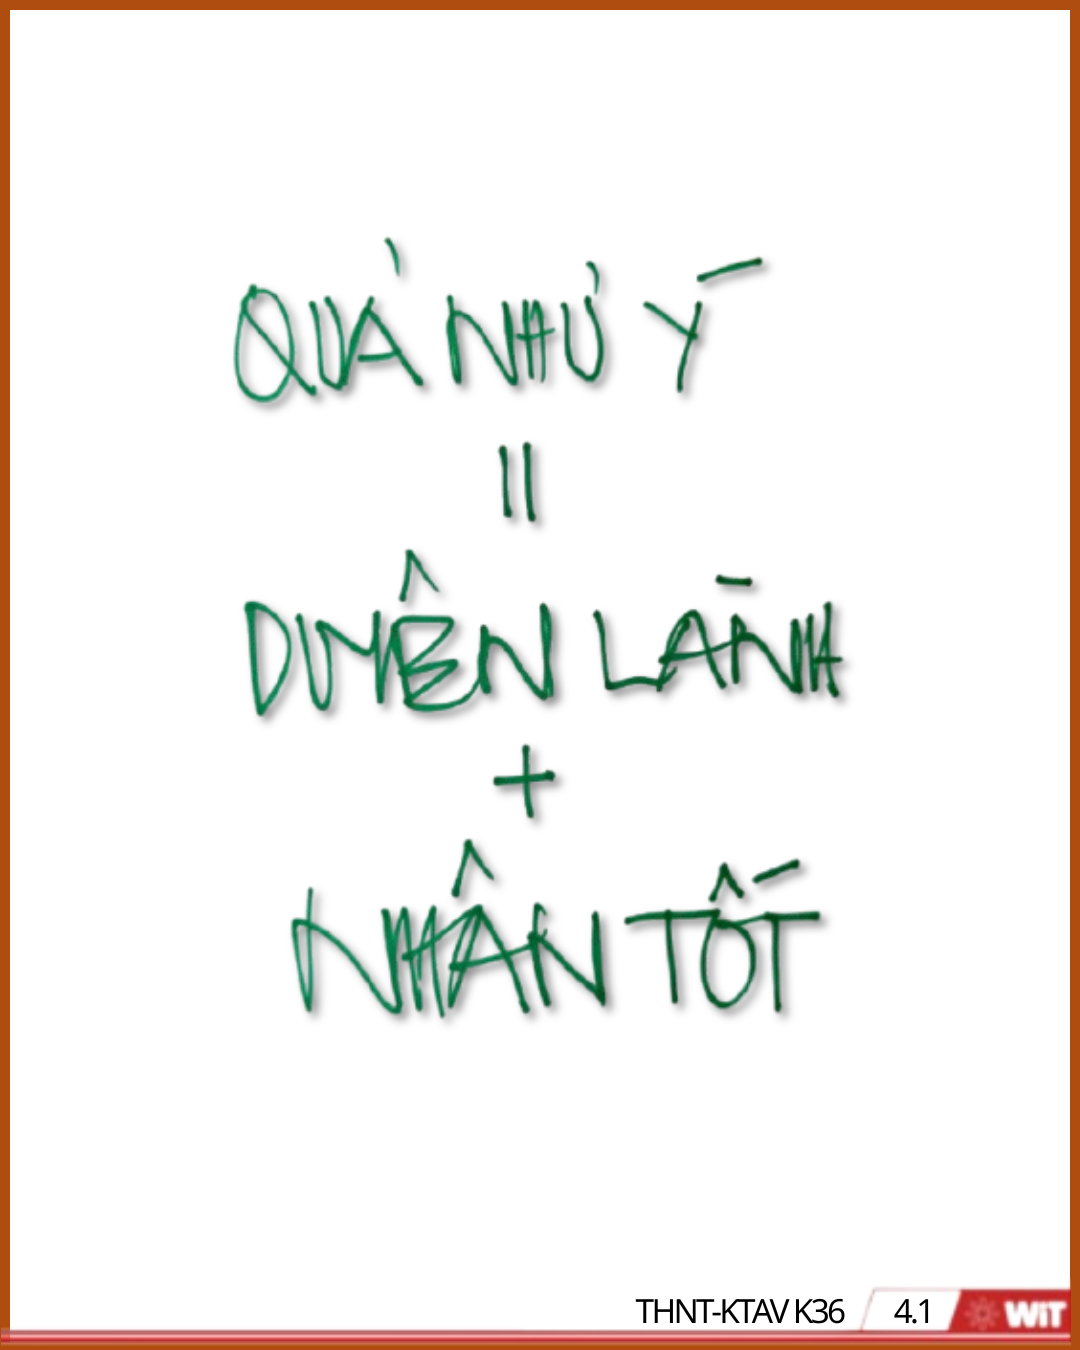 QUẢ NHƯ Ý
=
DUYÊN LÀNH
+
NHÂN TỐT
THNT-KTAV K36 4.1 WiT